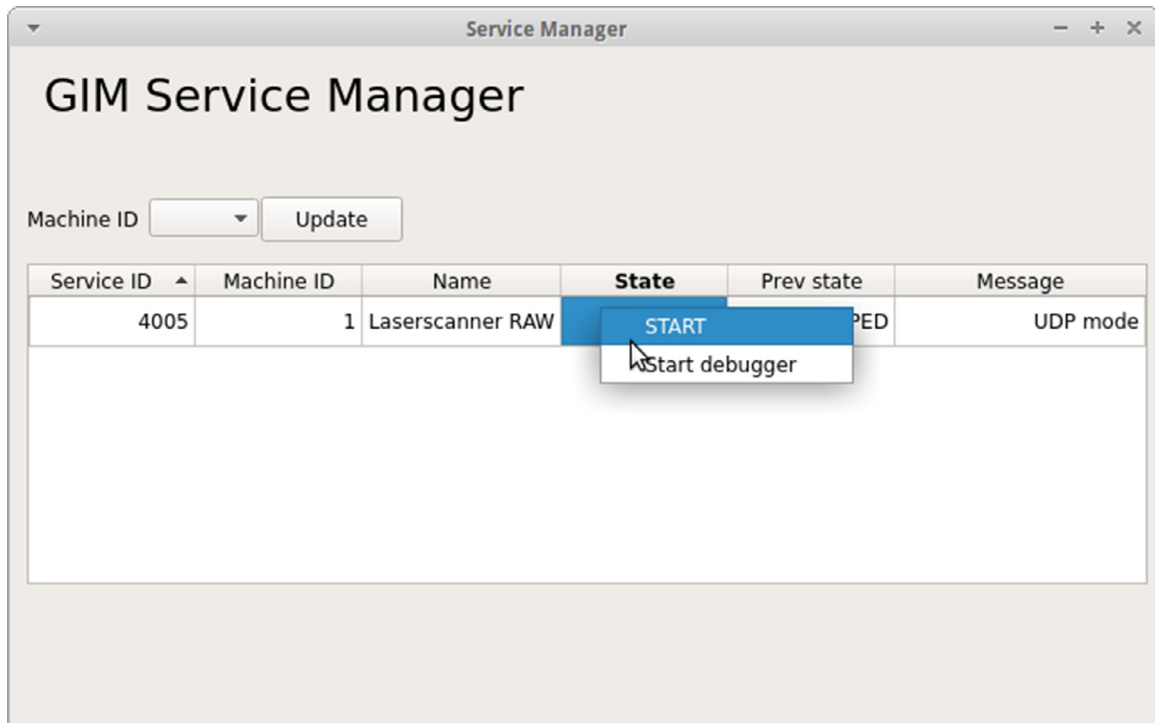 Service Manager
GIM Service Manager
Machine ID Update
Service ID Machine ID Name State Prev state Message
4005 1 Laserscanner RAW PED UDP mode
START
Start debugger